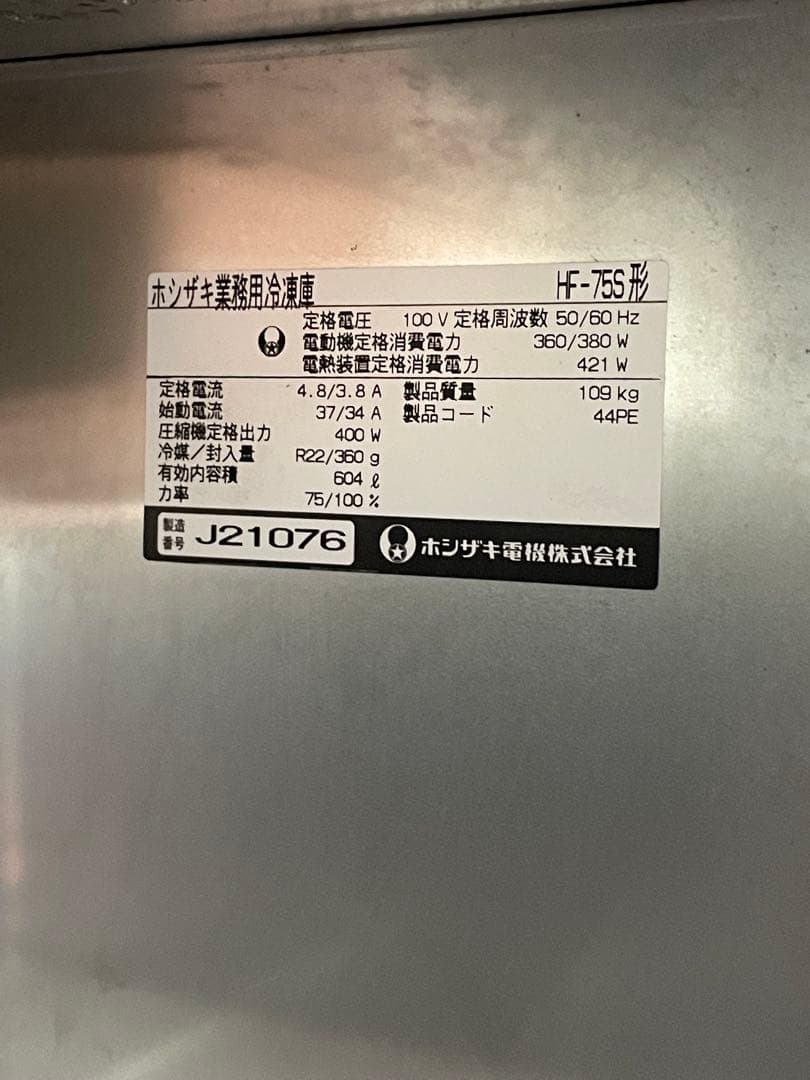 ホシザキ業務用冷凍庫 HF-75S形
定格電圧 100 V 定格周波数 50/60 Hz
電動機定格消費電力 360/380 W
電熱装置定格消費電力 421 W
定格電流 4.8/3.8 A 製品質量 109 kg
始動電流 37/34 A 製品コード 44PE
圧縮機定格出力 400 W
冷媒/封入量 R22/360 g
有効内容積 604 ℓ
力率 75/100 %
製造番号 J21076 ホシザキ電機株式会社